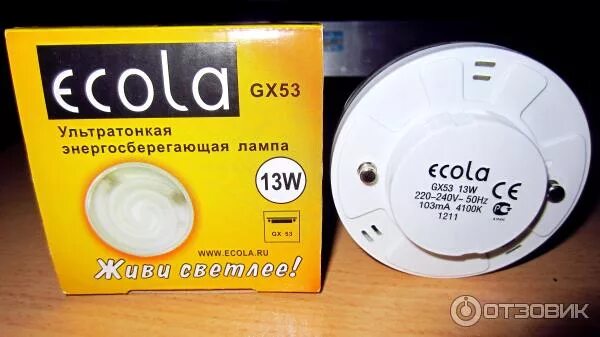 ecola
GX53
Ультратонкая
энергосберегающая лампа
13W
GX 53
WWW.ECOLA.RU
Живи светлее!
ecola
GX53 13W
220-240V~ 50Hz
103mA 4100K
1211
CE
ОТЗОВИК